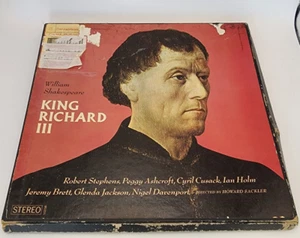 William
Shakespeare
KING
RICHARD
III
Robert Stephens, Peggy Ashcroft, Cyril Cusack, Ian Holm
Jeremy Brett, Glenda Jackson, Nigel Davenport, DIRECTED BY HOWARD SACKLER
STEREO